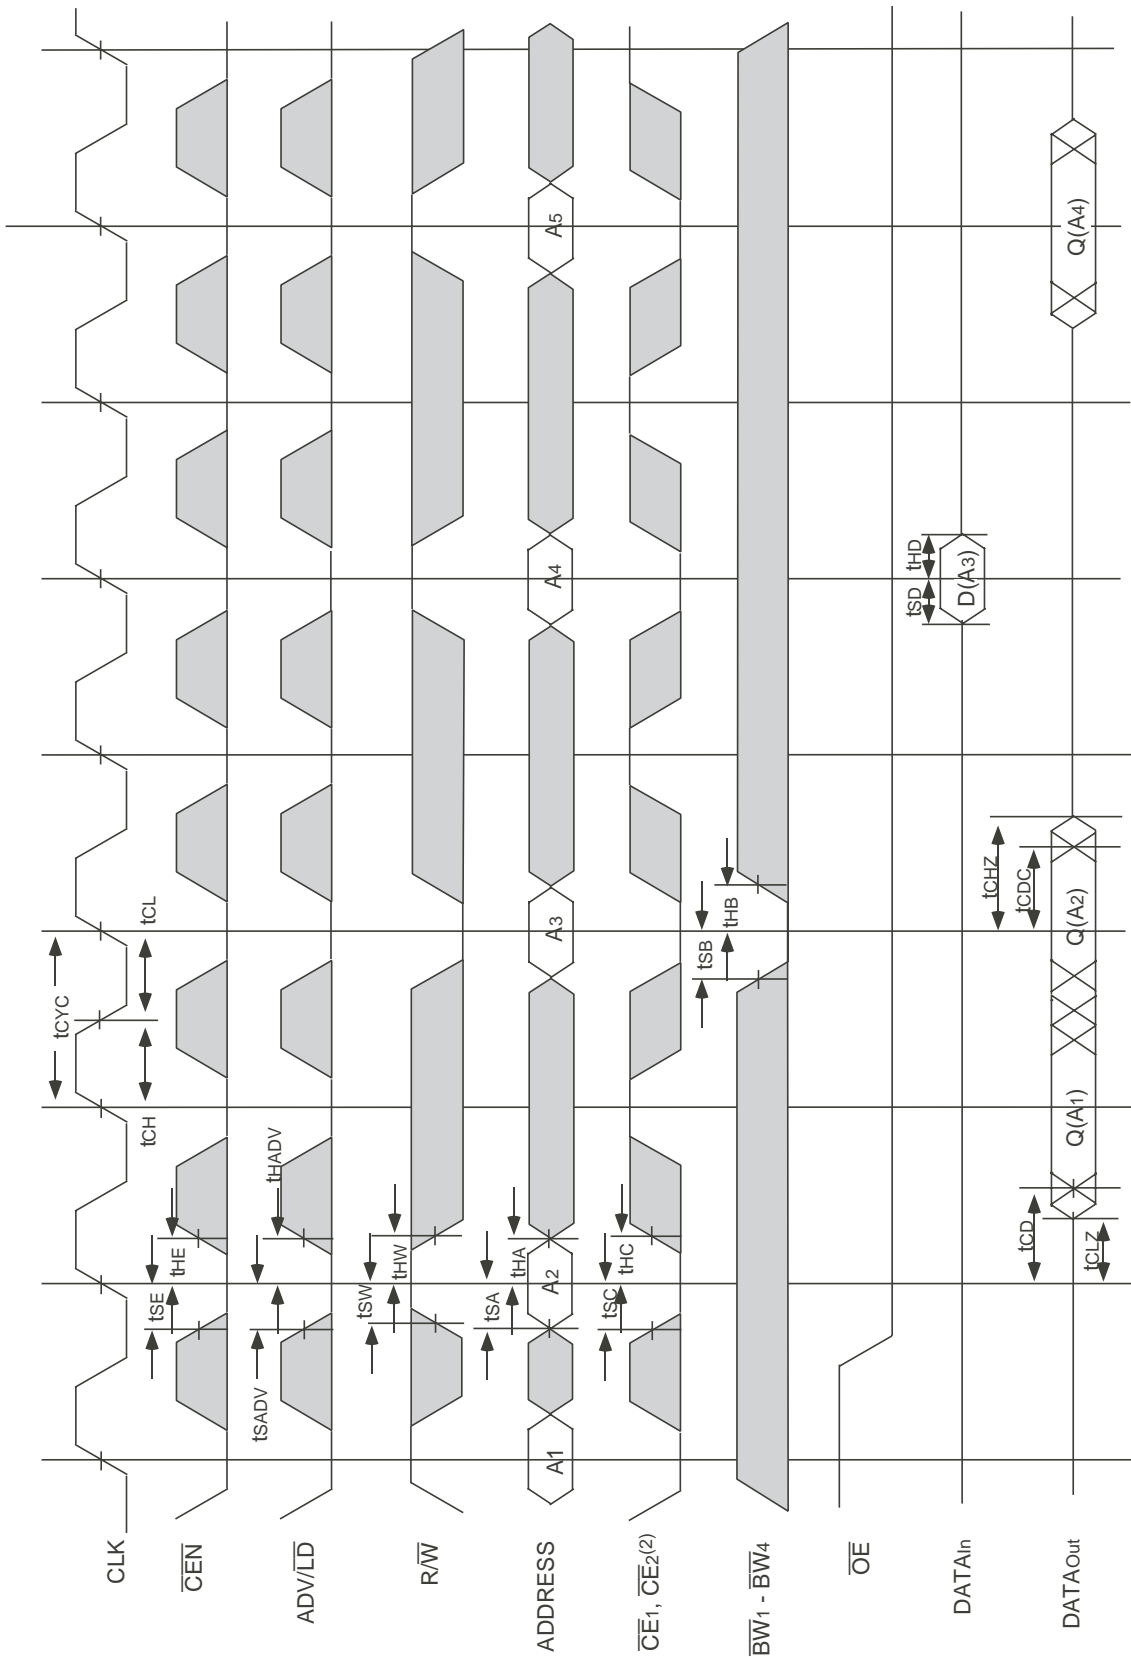 CLK
tCYC
tCH
tCL
CEN
tSE
tHE
ADV/LD
tSADV
tHADV
R/W
tSW
tHW
ADDRESS
A1
A2
A3
A4
A5
tSA
tHA
CE1, CE2(2)
tSC
tHC
BW1 - BW4
tSB
tHB
OE
DATAIn
D(A3)
tSD
tHD
DATAOut
tCD
tCLZ
Q(A1)
Q(A2)
tCHZ
tCDC
Q(A4)